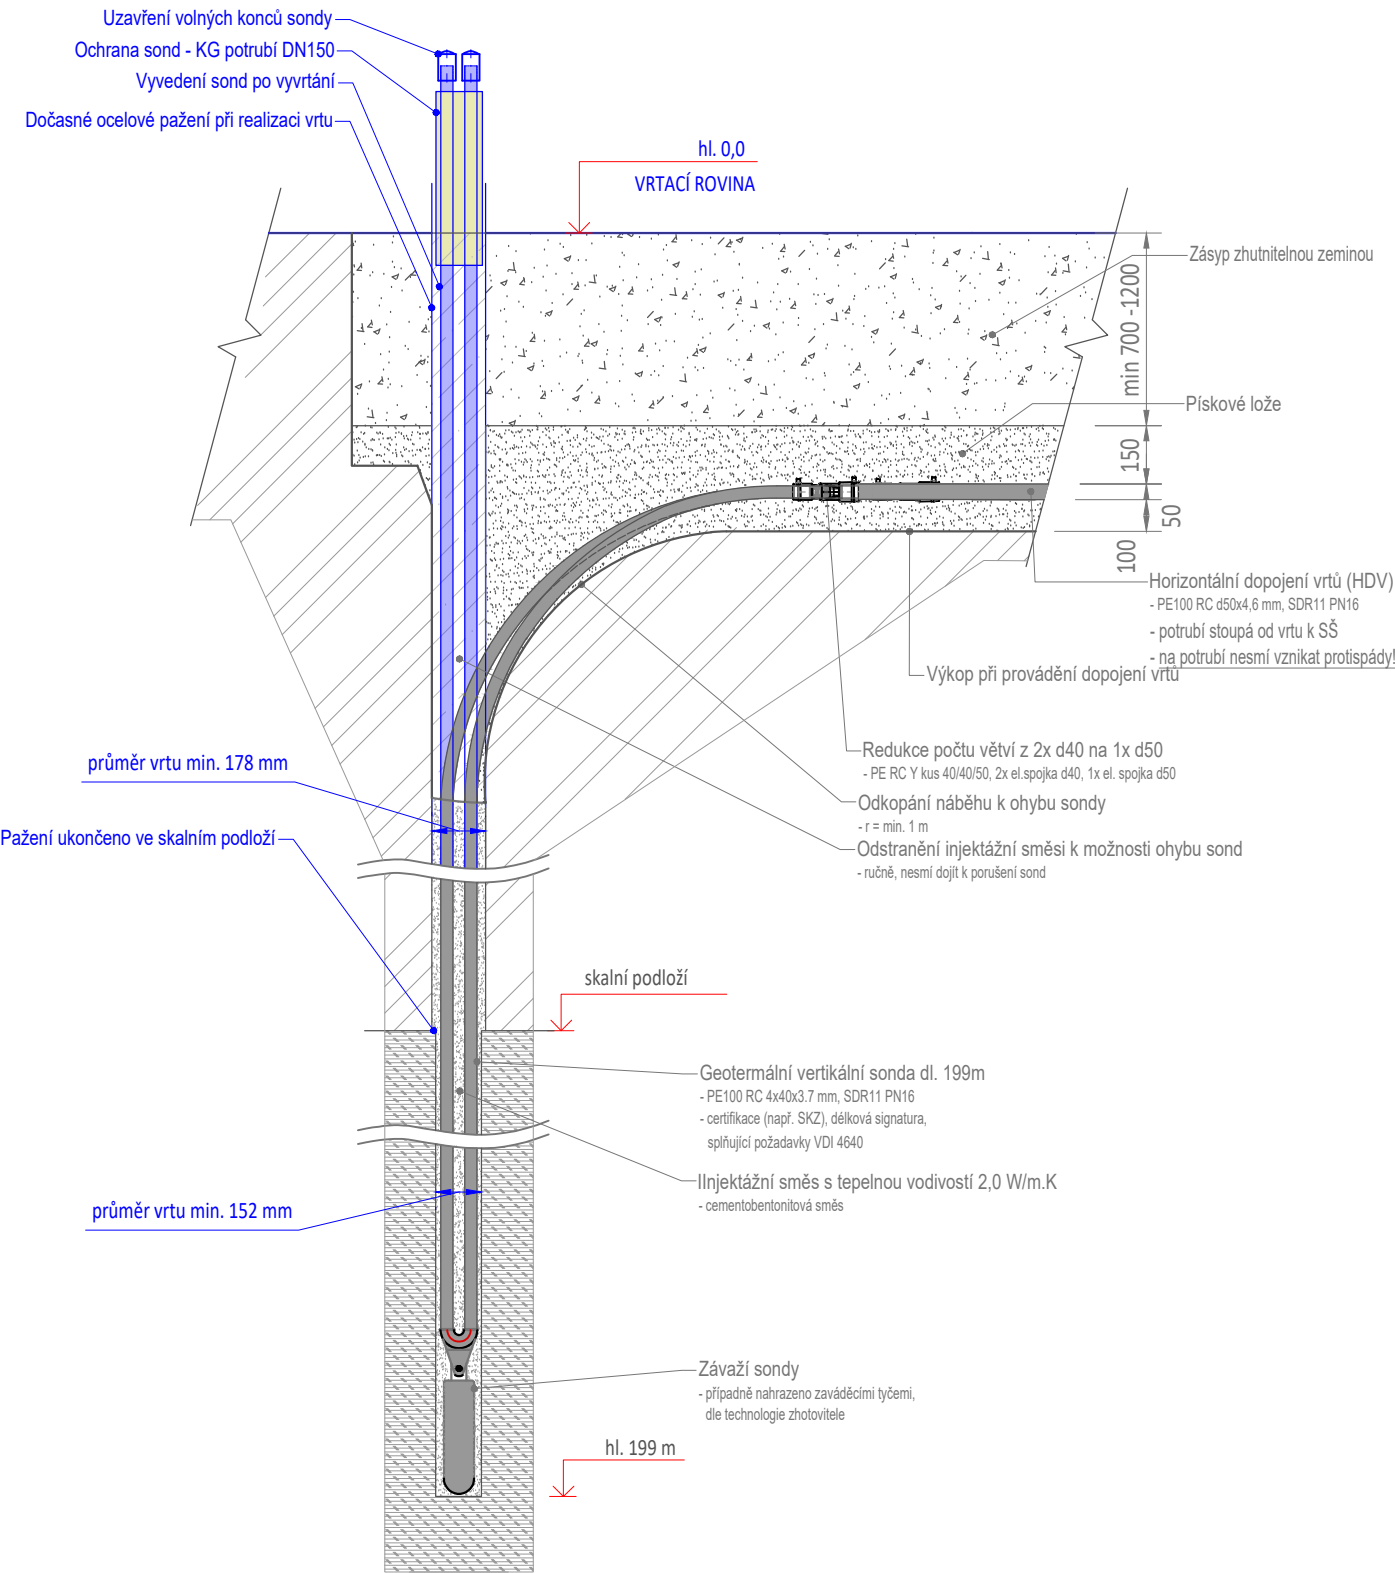 Uzavření volných konců sondy
Ochrana sond - KG potrubí DN150
Vyvedení sond po vyvrtání
Dočasné ocelové pažení při realizaci vrtu
hl. 0,0
VRTACÍ ROVINA
Zásyp zhutnitelnou zeminou
min 700 -1200
Pískové lože
150
50
100
Horizontální dopojení vrtů (HDV)
- PE100 RC d50x4,6 mm, SDR11 PN16
- potrubí stoupá od vrtu k SŠ
- na potrubí nesmí vznikat protispády!
Výkop při provádění dopojení vrtů
Redukce počtu větví z 2x d40 na 1x d50
- PE RC Y kus 40/40/50, 2x el.spojka d40, 1x el. spojka d50
průměr vrtu min. 178 mm
Odkopání náběhu k ohybu sondy
- r = min. 1 m
Pažení ukončeno ve skalním podloží
Odstranění injektážní směsi k možnosti ohybu sond
- ručně, nesmí dojít k porušení sond
skalní podloží
Geotermální vertikální sonda dl. 199m
- PE100 RC 4x40x3.7 mm, SDR11 PN16
- certifikace (např. SKZ), délková signatura,
splňující požadavky VDI 4640
IInjektážní směs s tepelnou vodivostí 2,0 W/m.K
- cementobentonitová směs
průměr vrtu min. 152 mm
Závaží sondy
- případně nahrazeno zaváděcími tyčemi,
dle technologie zhotovitele
hl. 199 m